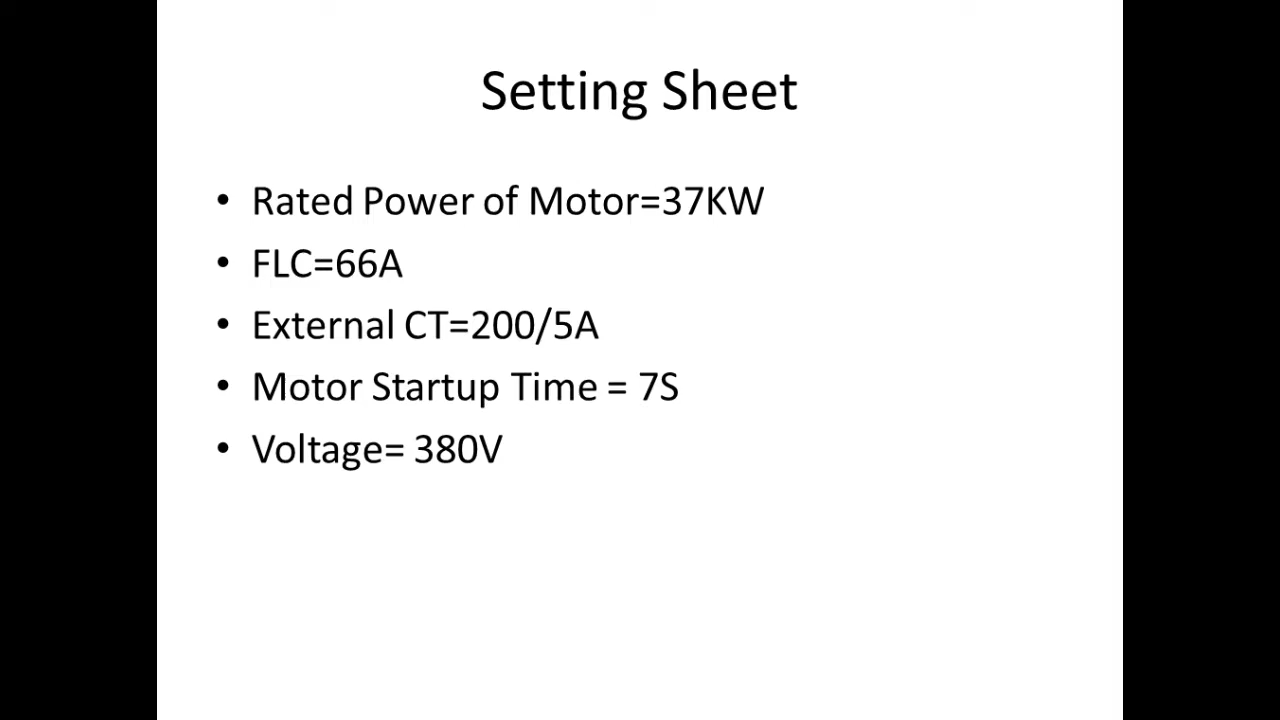 Setting Sheet
• Rated Power of Motor=37KW
• FLC=66A
• External CT=200/5A
• Motor Startup Time = 7S
• Voltage= 380V